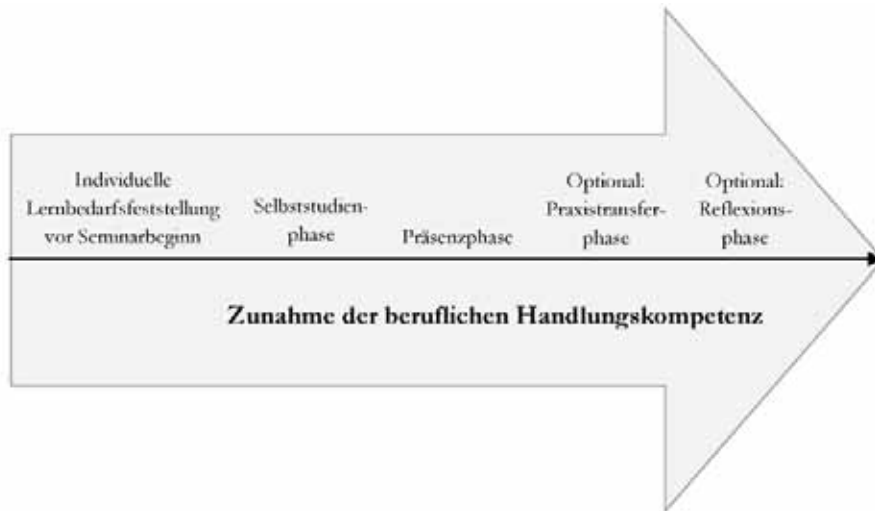 Individuelle
Lernbedarfsfeststellung
vor Seminarbeginn
Selbststudien-
phase
Präsenzphase
Optional:
Praxistransfer-
phase
Optional:
Reflexions-
phase
Zunahme der beruflichen Handlungskompetenz